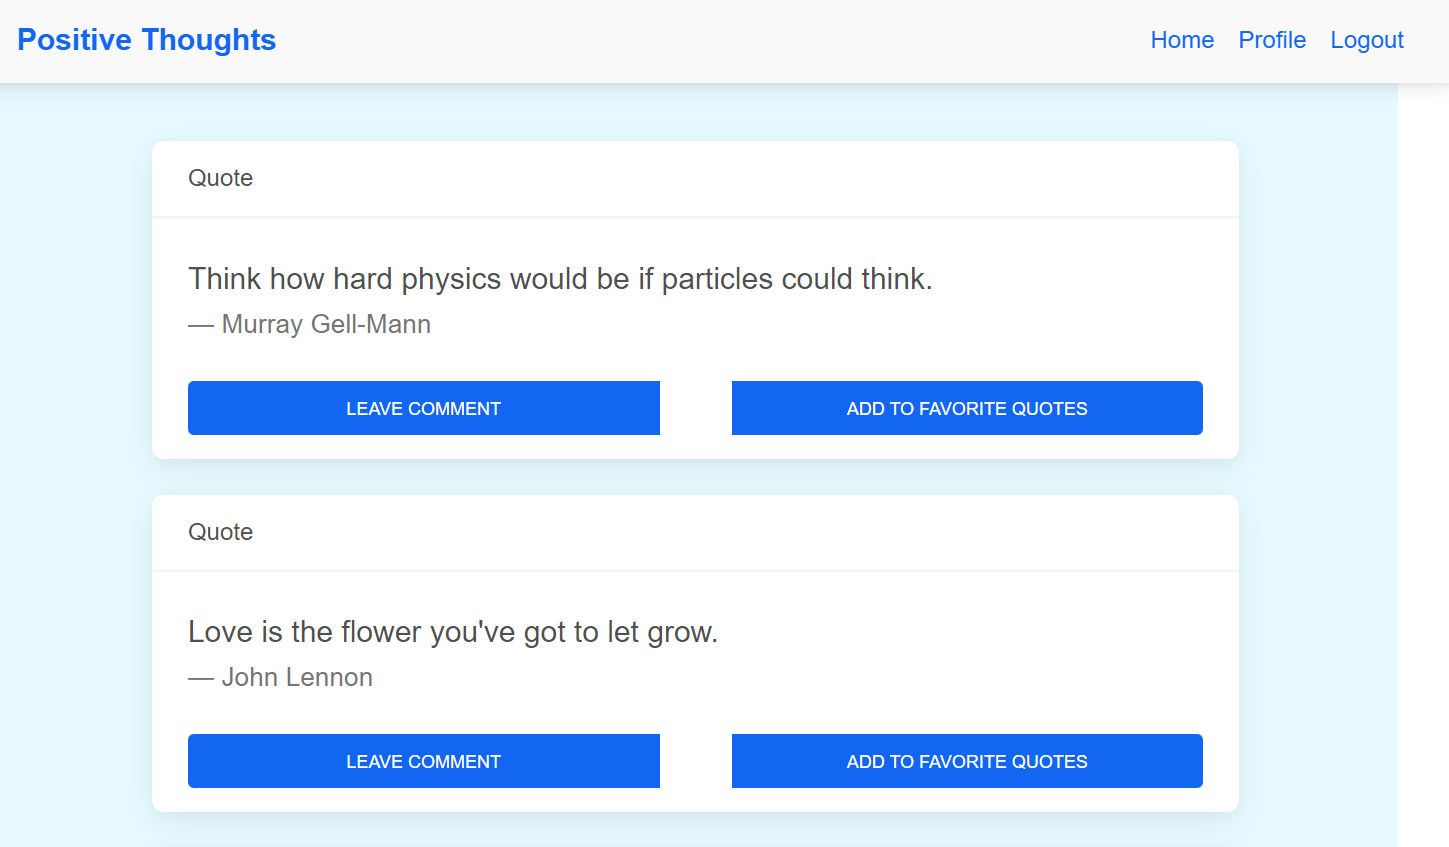 Positive Thoughts
Home Profile Logout
Quote
Think how hard physics would be if particles could think.
— Murray Gell-Mann
LEAVE COMMENT ADD TO FAVORITE QUOTES
Quote
Love is the flower you've got to let grow.
— John Lennon
LEAVE COMMENT ADD TO FAVORITE QUOTES